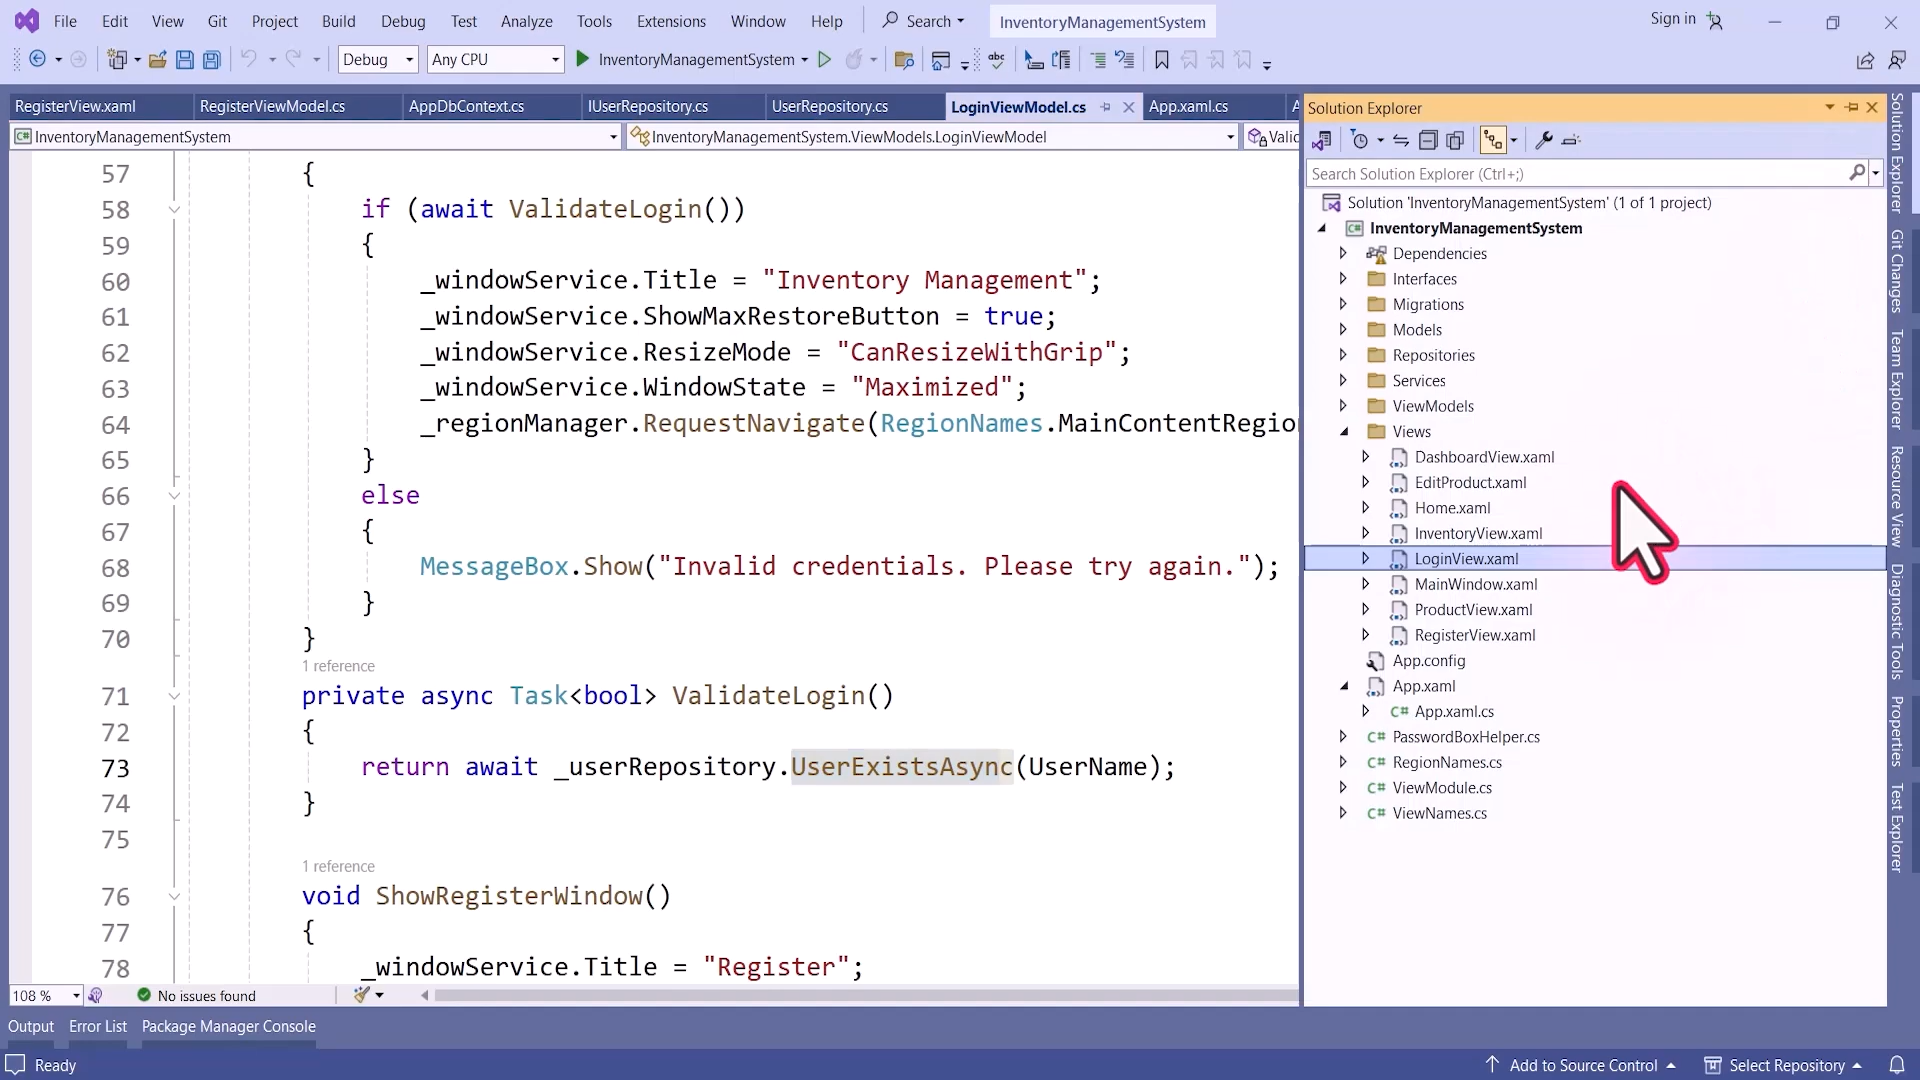 File Edit View Git Project Build Debug Test Analyze Tools Extensions Window Help Search InventoryManagementSystem Sign in
Debug Any CPU InventoryManagementSystem
RegisterView.xaml RegisterViewModel.cs AppDbContext.cs IUserRepository.cs UserRepository.cs LoginViewModel.cs App.xaml.cs
InventoryManagementSystem InventoryManagementSystem.ViewModels.LoginViewModel
57 {
58 if (await ValidateLogin())
59 {
60 _windowService.Title = "Inventory Management";
61 _windowService.ShowMaxRestoreButton = true;
62 _windowService.ResizeMode = "CanResizeWithGrip";
63 _windowService.WindowState = "Maximized";
64 _regionManager.RequestNavigate(RegionNames.MainContentRegio
65 }
66 else
67 {
68 MessageBox.Show("Invalid credentials. Please try again.");
69 }
70 }
1 reference
71 private async Task<bool> ValidateLogin()
72 {
73 return await _userRepository.UserExistsAsync(UserName);
74 }
75
1 reference
76 void ShowRegisterWindow()
77 {
78 _windowService.Title = "Register";
108 % No issues found
Solution Explorer
Search Solution Explorer (Ctrl+;)
Solution 'InventoryManagementSystem' (1 of 1 project)
InventoryManagementSystem
Dependencies
Interfaces
Migrations
Models
Repositories
Services
ViewModels
Views
DashboardView.xaml
EditProduct.xaml
Home.xaml
InventoryView.xaml
LoginView.xaml
MainWindow.xaml
ProductView.xaml
RegisterView.xaml
App.config
App.xaml
C# App.xaml.cs
C# PasswordBoxHelper.cs
C# RegionNames.cs
C# ViewModule.cs
C# ViewNames.cs
Solution Explorer
Git Changes
Team Explorer
Resource View
Diagnostic Tools
Properties
Test Explorer
Output Error List Package Manager Console
Ready Add to Source Control Select Repository